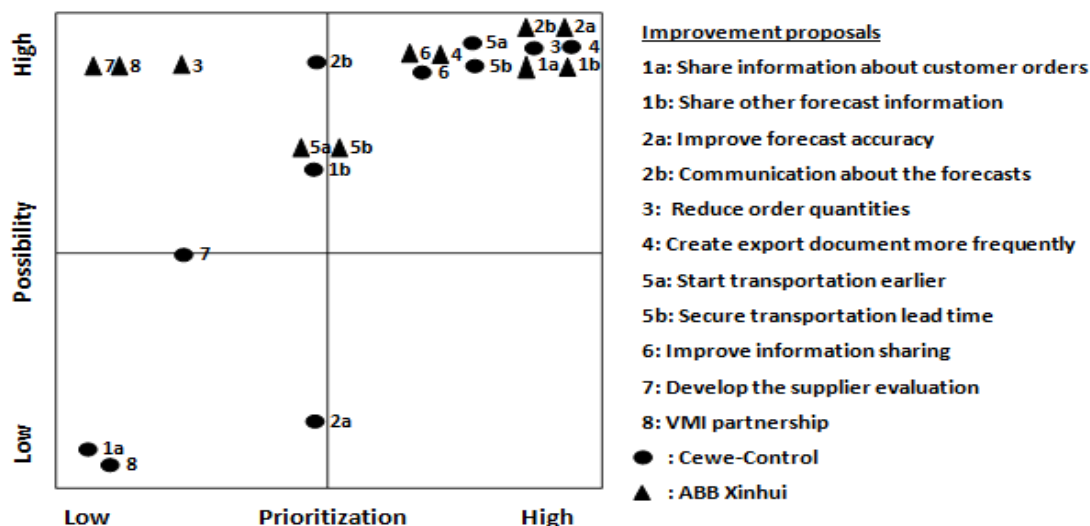 High
Possibility
Low
2b 2a
5a 3 4
6 4
7 8 3 2b 6 5b 1a 1b
5a 5b
1b
7
2a
1a
8
Low Prioritization High
Improvement proposals
1a: Share information about customer orders
1b: Share other forecast information
2a: Improve forecast accuracy
2b: Communication about the forecasts
3: Reduce order quantities
4: Create export document more frequently
5a: Start transportation earlier
5b: Secure transportation lead time
6: Improve information sharing
7: Develop the supplier evaluation
8: VMI partnership
: Cewe-Control
: ABB Xinhui